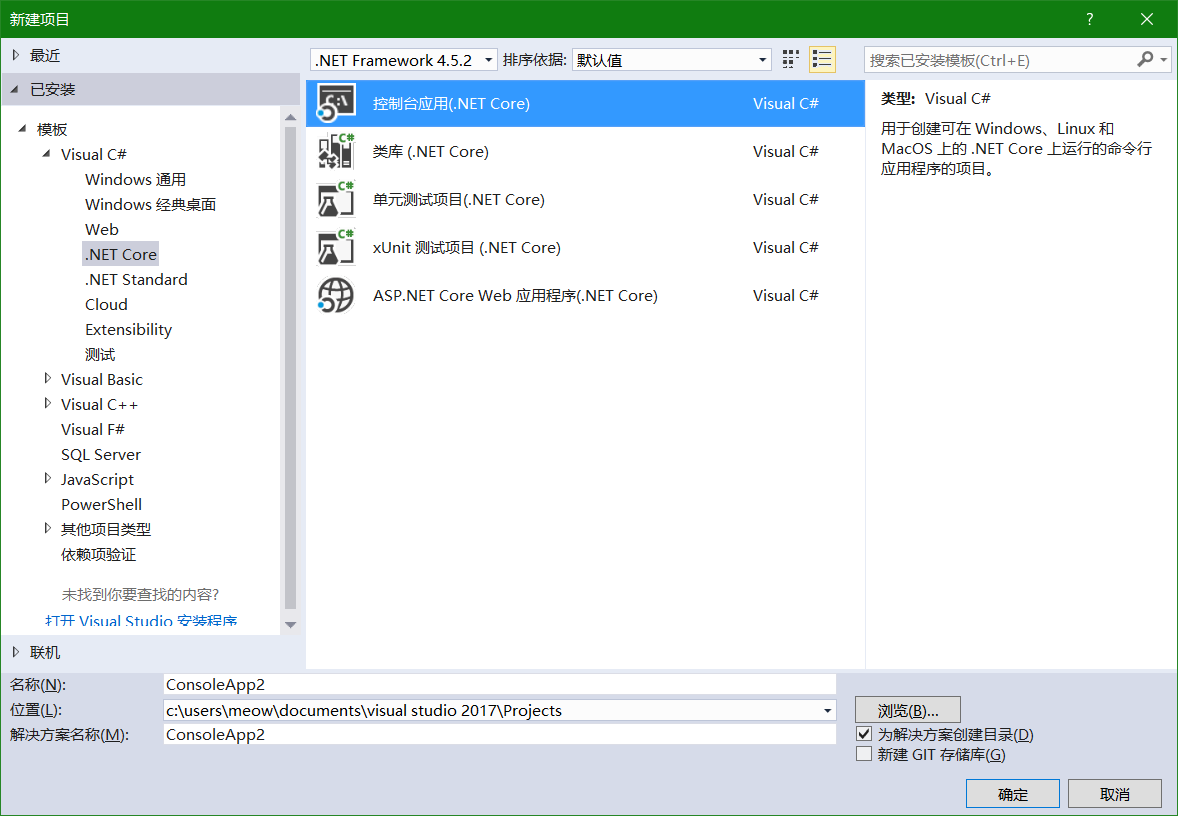 新建项目
?
最近
已安装
模板
Visual C#
Windows 通用
Windows 经典桌面
Web
.NET Core
.NET Standard
Cloud
Extensibility
测试
Visual Basic
Visual C++
Visual F#
SQL Server
JavaScript
PowerShell
其他项目类型
依赖项验证
未找到你要查找的内容?
打开 Visual Studio 安装程序
联机
.NET Framework 4.5.2
排序依据:
默认值
搜索已安装模板(Ctrl+E)
控制台应用(.NET Core)
Visual C#
类库 (.NET Core)
Visual C#
单元测试项目(.NET Core)
Visual C#
xUnit 测试项目 (.NET Core)
Visual C#
ASP.NET Core Web 应用程序(.NET Core)
Visual C#
类型: Visual C#
用于创建可在 Windows、Linux 和
MacOS 上的 .NET Core 上运行的命令行
应用程序的项目。
名称(N):
ConsoleApp2
位置(L):
c:\users\meow\documents\visual studio 2017\Projects
浏览(B)...
解决方案名称(M):
ConsoleApp2
为解决方案创建目录(D)
新建 GIT 存储库(G)
确定
取消